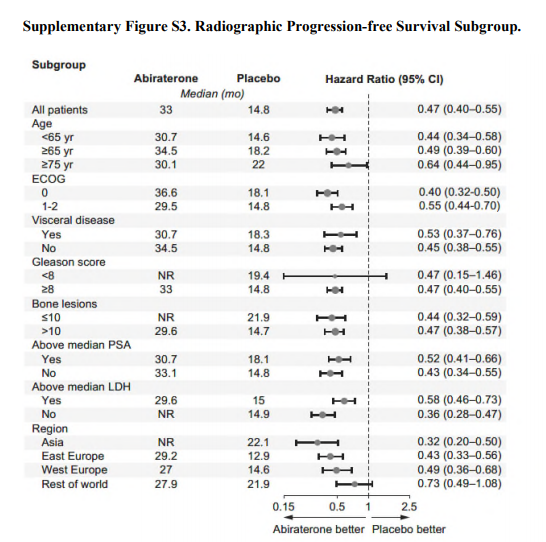 Supplementary Figure S3. Radiographic Progression-free Survival Subgroup.
Subgroup
Abiraterone Placebo Hazard Ratio (95% CI)
Median (mo)
All patients 33 14.8 0.47 (0.40–0.55)
Age
<65 yr 30.7 14.6 0.44 (0.34–0.58)
≥65 yr 34.5 18.2 0.49 (0.39–0.60)
≥75 yr 30.1 22 0.64 (0.44–0.95)
ECOG
0 36.6 18.1 0.40 (0.32-0.50)
1-2 29.5 14.8 0.55 (0.44-0.70)
Visceral disease
Yes 30.7 18.3 0.53 (0.37-0.76)
No 34.5 14.8 0.45 (0.38-0.55)
Gleason score
<8 NR 19.4 0.47 (0.15–1.46)
≥8 33 14.8 0.47 (0.40-0.55)
Bone lesions
≤10 NR 21.9 0.44 (0.32–0.59)
>10 29.6 14.7 0.47 (0.38–0.57)
Above median PSA
Yes 30.7 18.1 0.52 (0.41–0.66)
No 33.1 14.8 0.43 (0.34–0.55)
Above median LDH
Yes 29.6 15 0.58 (0.46–0.73)
No NR 14.9 0.36 (0.28–0.47)
Region
Asia NR 22.1 0.32 (0.20–0.50)
East Europe 29.2 12.9 0.43 (0.33–0.56)
West Europe 27 14.6 0.49 (0.36–0.68)
Rest of world 27.9 21.9 0.73 (0.49–1.08)
0.15 0.5 1 2.5
Abiraterone better Placebo better